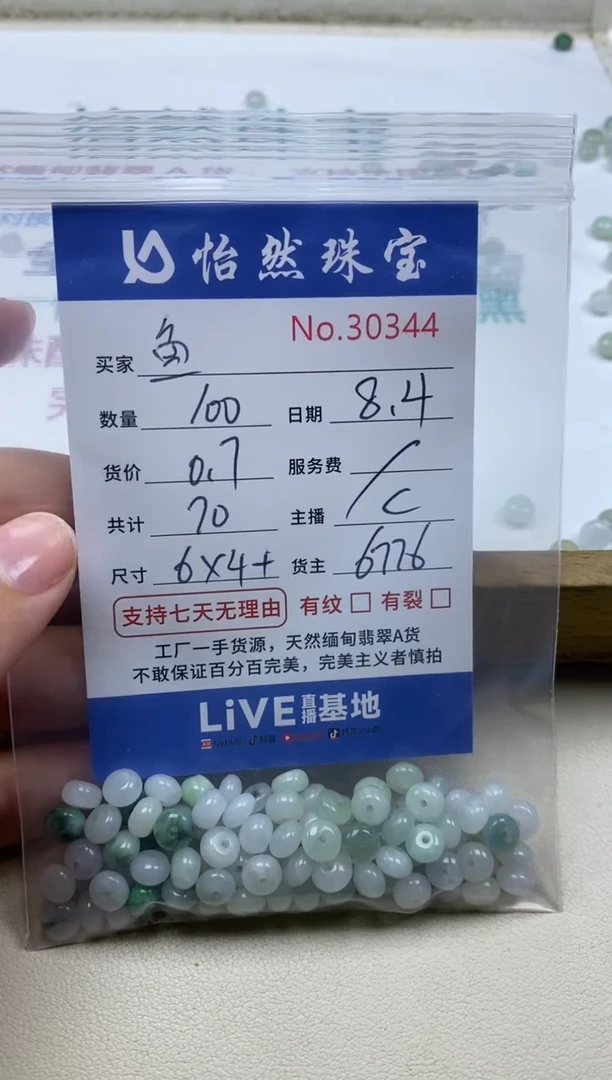 怡然珠宝
No.30344
买家 鱼
数量 100 日期 8.4
货价 0.7 服务费 /
共计 70 主播 C
尺寸 6X4+ 货主 6776
支持七天无理由 有纹 □ 有裂 □
工厂一手货源，天然缅甸翡翠A货
不敢保证百分百完美，完美主义者慎拍
LiVE直播基地